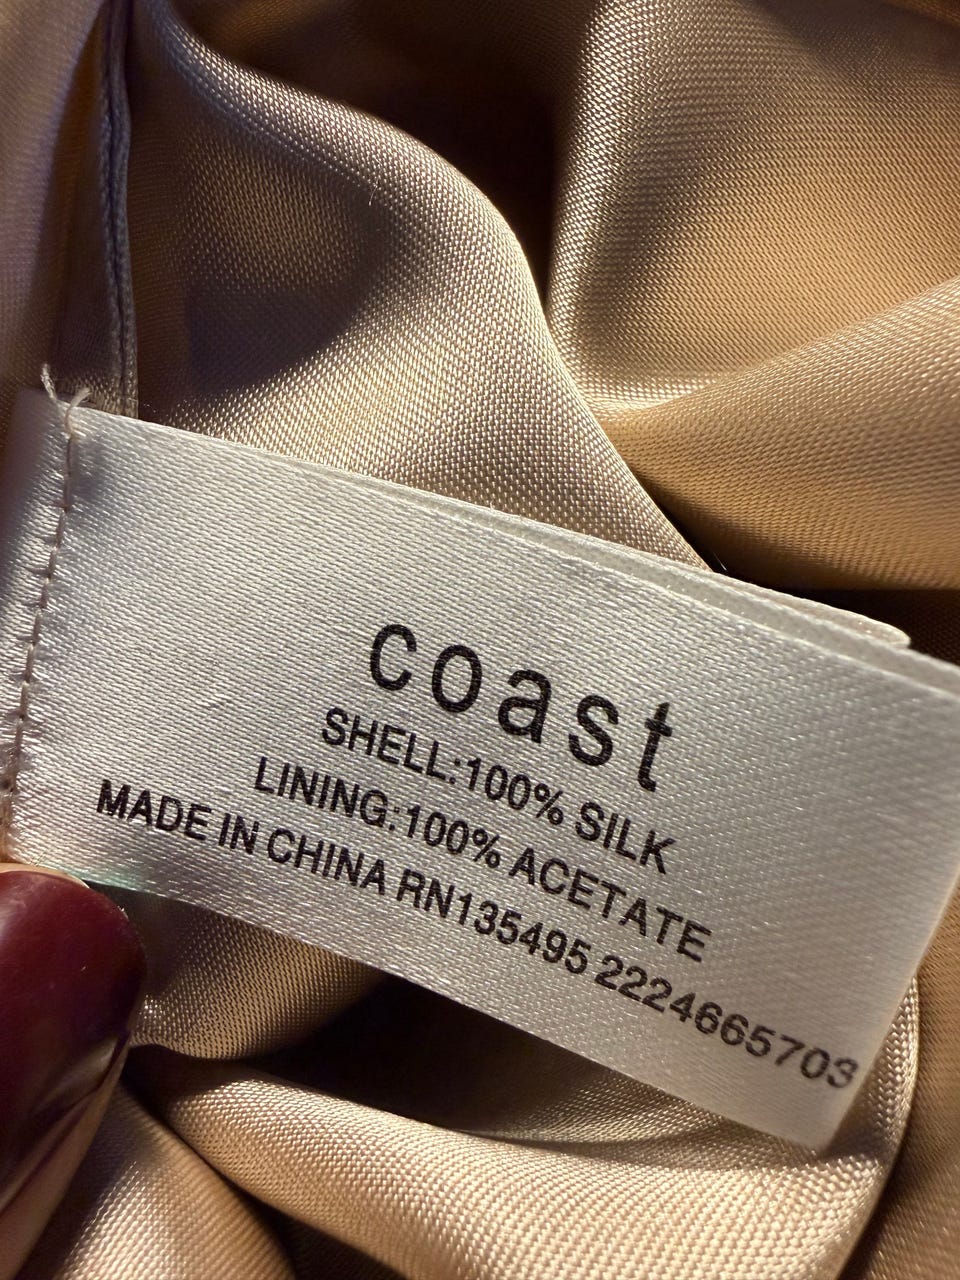 coast
SHELL:100% SILK
LINING:100% ACETATE
MADE IN CHINA RN135495 2224665703